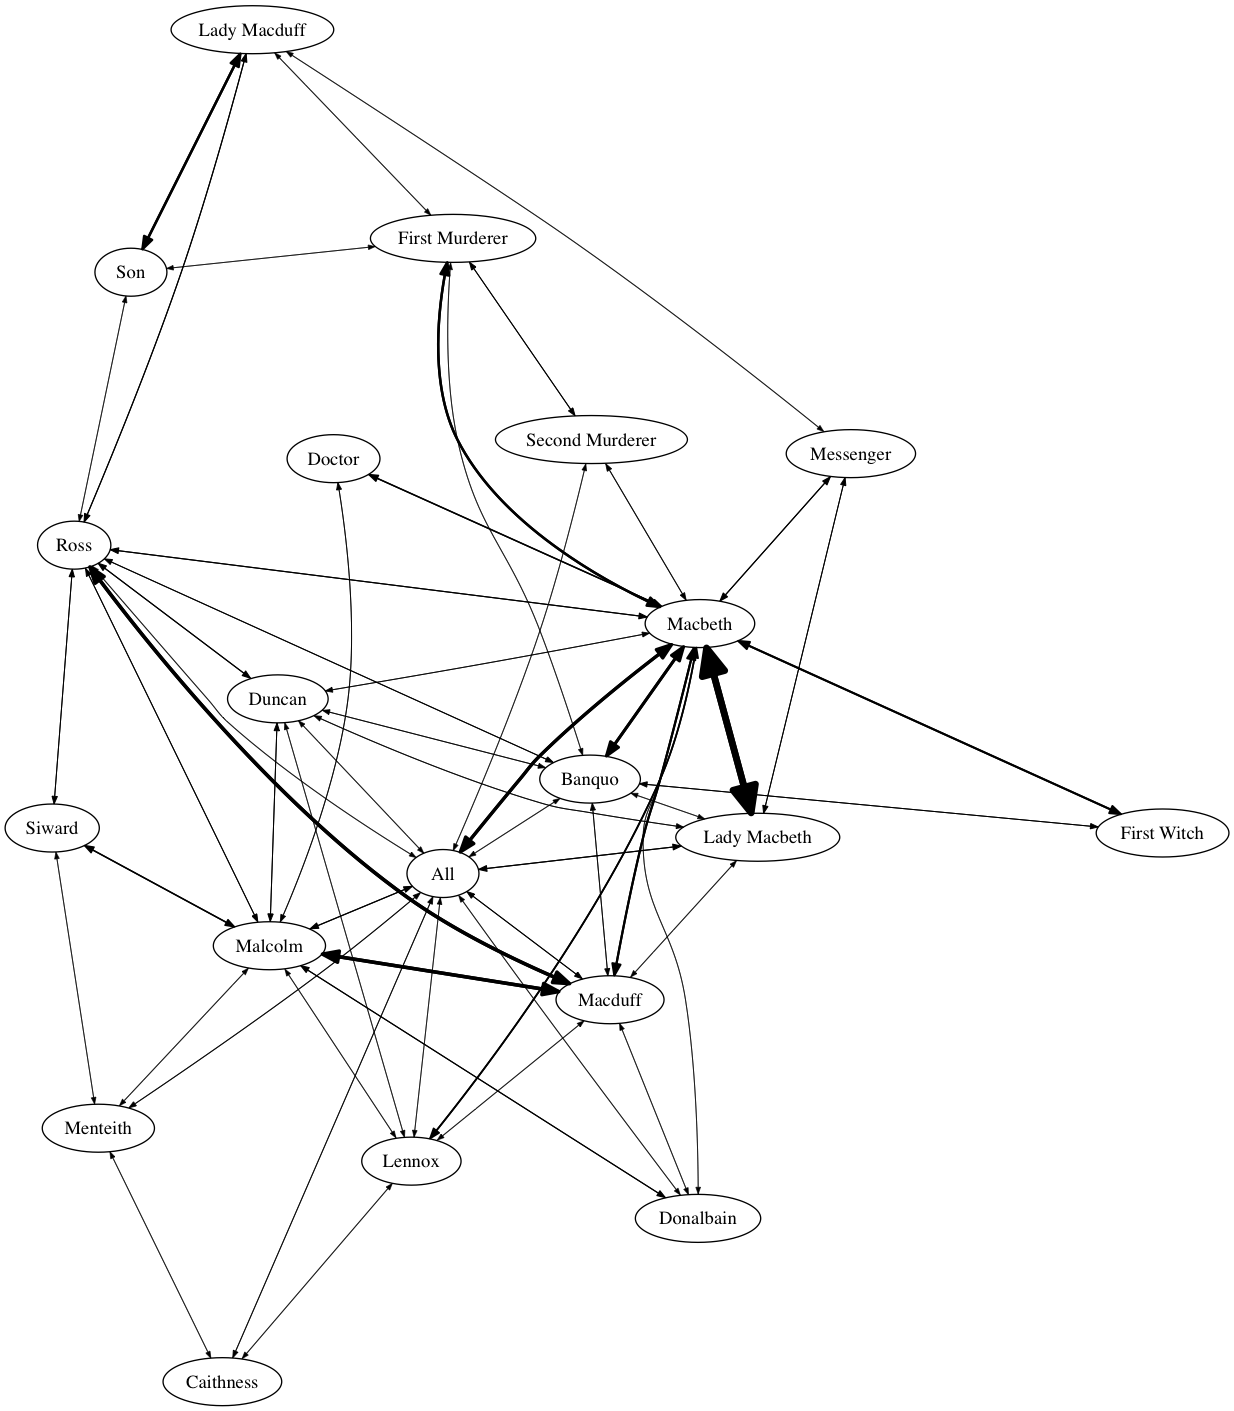 Lady Macduff
First Murderer
Son
Second Murderer
Messenger
Doctor
Ross
Macbeth
Duncan
Banquo
Siward
First Witch
Lady Macbeth
All
Malcolm
Macduff
Menteith
Lennox
Donalbain
Caithness